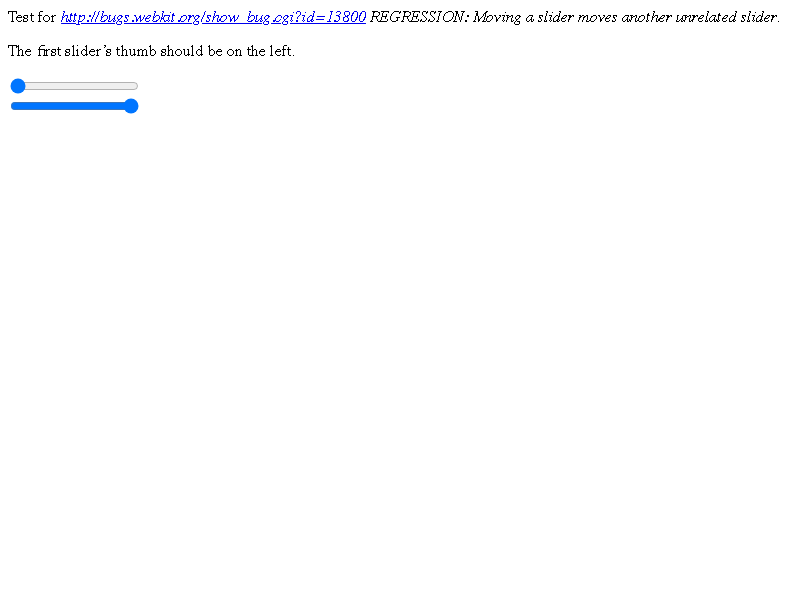 Test for http://bugs.webkit.org/show_bug.cgi?id=13800 REGRESSION: Moving a slider moves another unrelated slider.
The first slider’s thumb should be on the left.